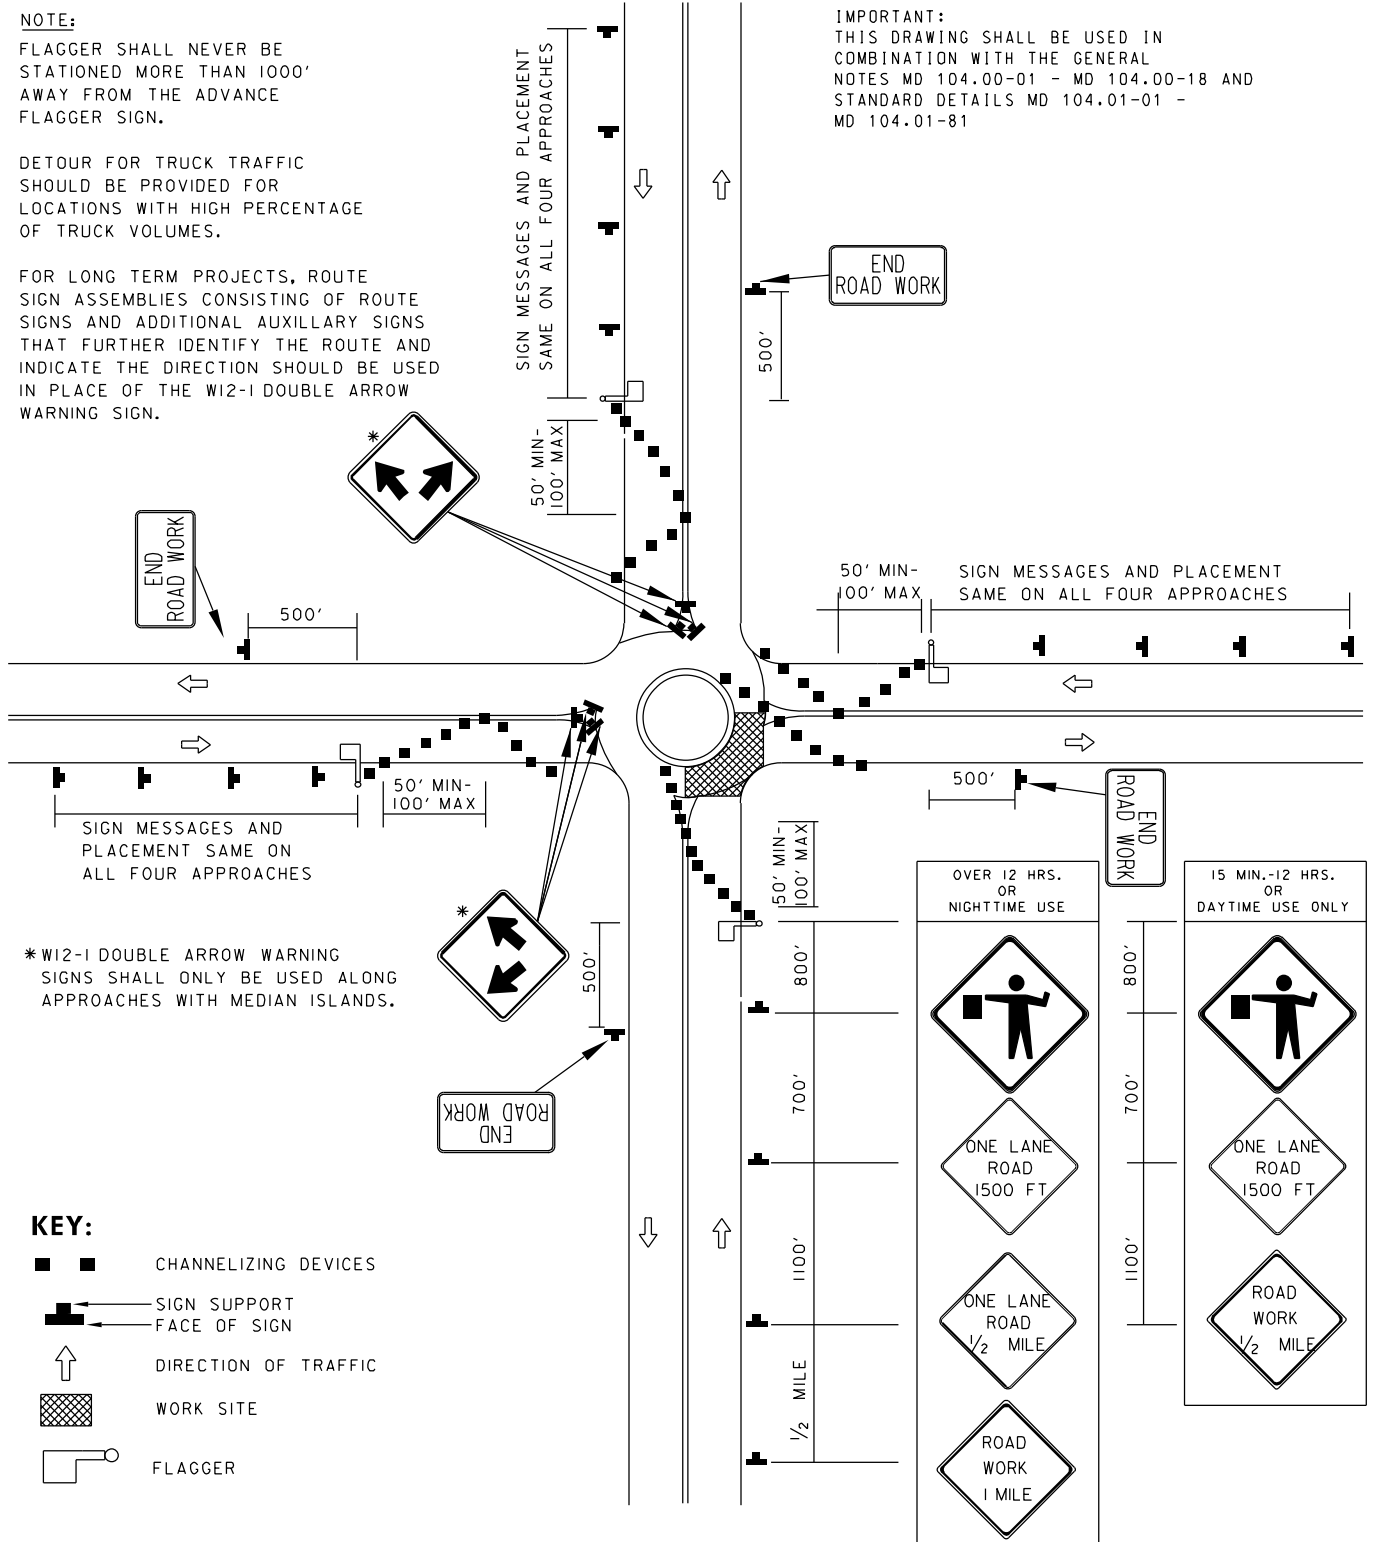 NOTE:
FLAGGER SHALL NEVER BE
STATIONED MORE THAN 1000'
AWAY FROM THE ADVANCE
FLAGGER SIGN.
DETOUR FOR TRUCK TRAFFIC
SHOULD BE PROVIDED FOR
LOCATIONS WITH HIGH PERCENTAGE
OF TRUCK VOLUMES.
FOR LONG TERM PROJECTS, ROUTE
SIGN ASSEMBLIES CONSISTING OF ROUTE
SIGNS AND ADDITIONAL AUXILLARY SIGNS
THAT FURTHER IDENTIFY THE ROUTE AND
INDICATE THE DIRECTION SHOULD BE USED
IN PLACE OF THE W12-1 DOUBLE ARROW
WARNING SIGN.
IMPORTANT:
THIS DRAWING SHALL BE USED IN
COMBINATION WITH THE GENERAL
NOTES MD 104.00-01 - MD 104.00-18 AND
STANDARD DETAILS MD 104.01-01 -
MD 104.01-81
SIGN MESSAGES AND PLACEMENT
SAME ON ALL FOUR APPROACHES
END
ROAD WORK
500'
50' MIN-
100' MAX
*
END
ROAD WORK
500'
50' MIN-
100' MAX
SIGN MESSAGES AND PLACEMENT
SAME ON ALL FOUR APPROACHES
50' MIN-
100' MAX
SIGN MESSAGES AND
PLACEMENT SAME ON
ALL FOUR APPROACHES
500'
END
ROAD WORK
50' MIN-
100' MAX
*
* W12-1 DOUBLE ARROW WARNING
SIGNS SHALL ONLY BE USED ALONG
APPROACHES WITH MEDIAN ISLANDS.
500'
END
ROAD WORK
800'
700'
1100'
1/2 MILE
OVER 12 HRS.
OR
NIGHTTIME USE
ONE LANE
ROAD
1500 FT
ONE LANE
ROAD
1/2 MILE
ROAD
WORK
1 MILE
800'
700'
1100'
15 MIN.-12 HRS.
OR
DAYTIME USE ONLY
ONE LANE
ROAD
1500 FT
ROAD
WORK
1/2 MILE
KEY:
CHANNELIZING DEVICES
SIGN SUPPORT
FACE OF SIGN
DIRECTION OF TRAFFIC
WORK SITE
FLAGGER